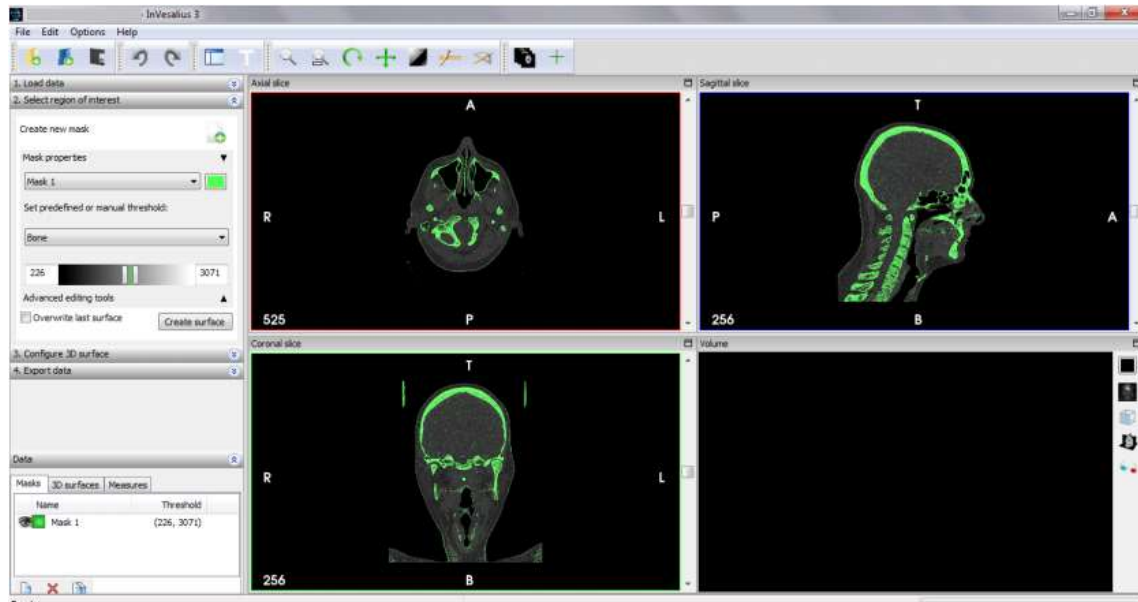 - InVesalius 3
File Edit Options Help
1. Load data
2. Select region of interest
Create new mask
Mask properties
Mask 1
Set predefined or manual threshold:
Bone
226 3071
Advanced editing tools
Overwrite last surface Create surface
3. Configure 3D surface
4. Export data
Data
Masks 3D surfaces Measures
Name Threshold
Mask 1 (226, 3071)
Axial slice
A
R L
525 P
Sagittal slice
T
P A
256 B
Coronal slice
T
R L
256 B
Volume